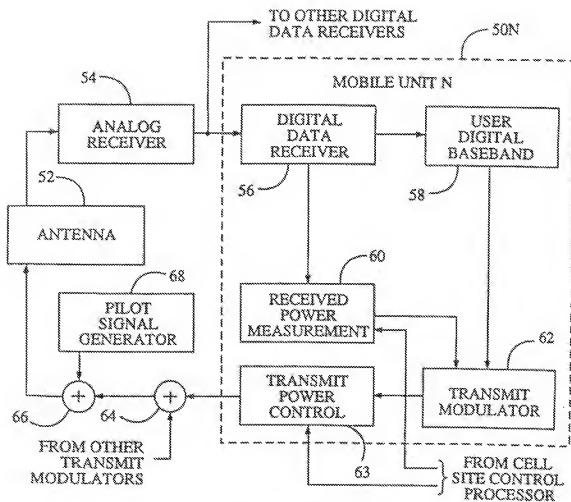 TO OTHER DIGITAL
DATA RECEIVERS
50N
54
MOBILE UNIT N
ANALOG
RECEIVER
DIGITAL
DATA
RECEIVER
USER
DIGITAL
BASEBAND
52
56
58
ANTENNA
68
60
PILOT
SIGNAL
GENERATOR
RECEIVED
POWER
MEASUREMENT
62
TRANSMIT
POWER
CONTROL
TRANSMIT
MODULATOR
66
+
64
+
63
FROM OTHER
TRANSMIT
MODULATORS
FROM CELL
SITE CONTROL
PROCESSOR